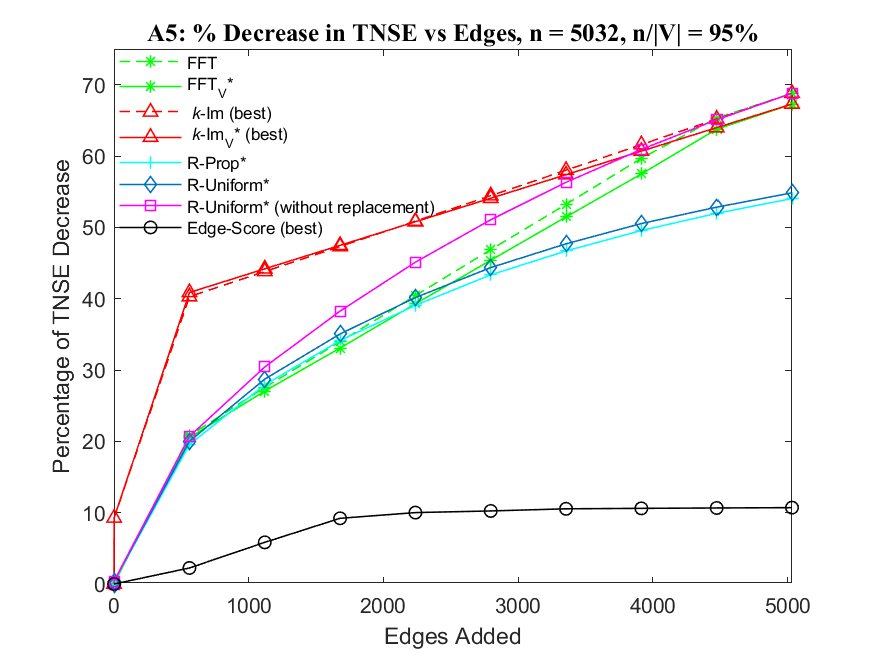 A5: % Decrease in TNSE vs Edges, n = 5032, n/|V| = 95%
FFT
FFT_V*
k-Im (best)
k-Im_V* (best)
R-Prop*
R-Uniform*
R-Uniform* (without replacement)
Edge-Score (best)
Percentage of TNSE Decrease
70
60
50
40
30
20
10
0
0 1000 2000 3000 4000 5000
Edges Added